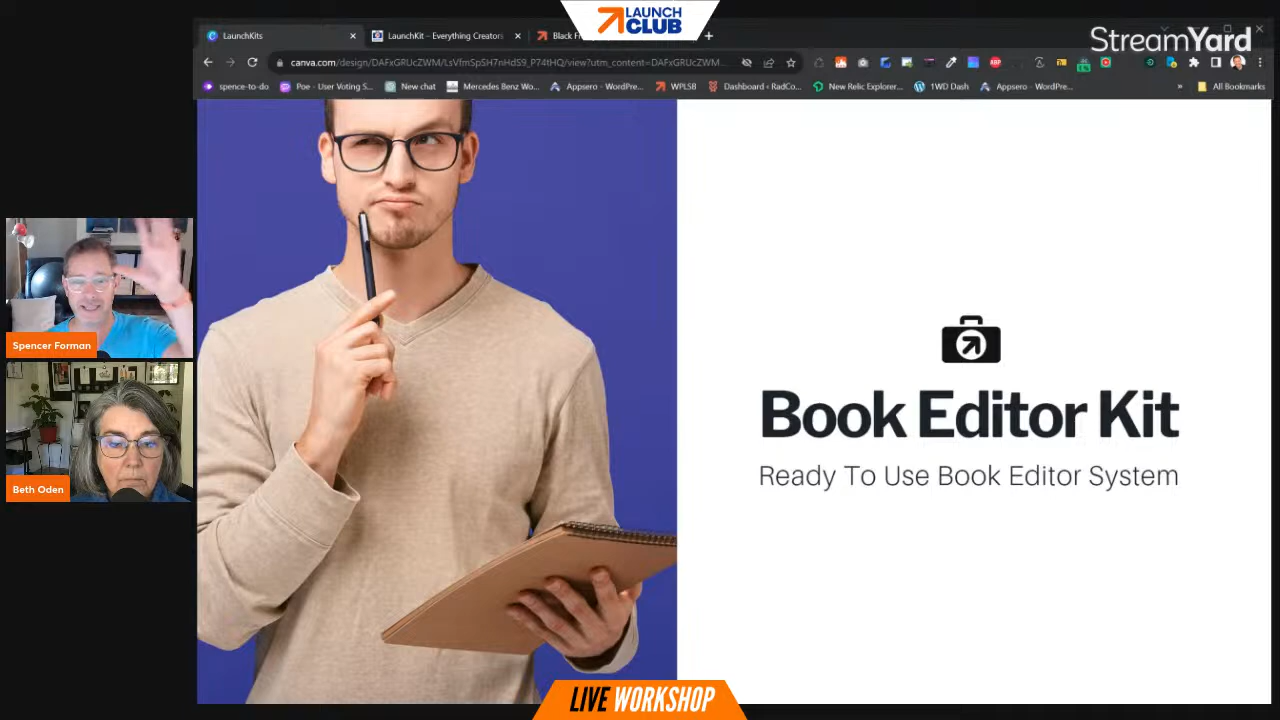 LAUNCH
CLUB
StreamYard
LaunchKits
LaunchKit – Everything Creators
Black Fr
canva.com/design/DAFxGRUcZWM/LsVfmSpSH7nHdS9_P74tHQ/view?utm_content=DAFxGRUcZWM...
spence-to-do
Poe - User Voting S...
New chat
Mercedes Benz Wo...
Appsero - WordPre...
WPLS8
Dashboard ‹ RadCo...
New Relic Explorer...
1WD Dash
Appsero - WordPre...
»
All Bookmarks
Spencer Forman
Beth Oden
Book Editor Kit
Ready To Use Book Editor System
LIVE WORKSHOP